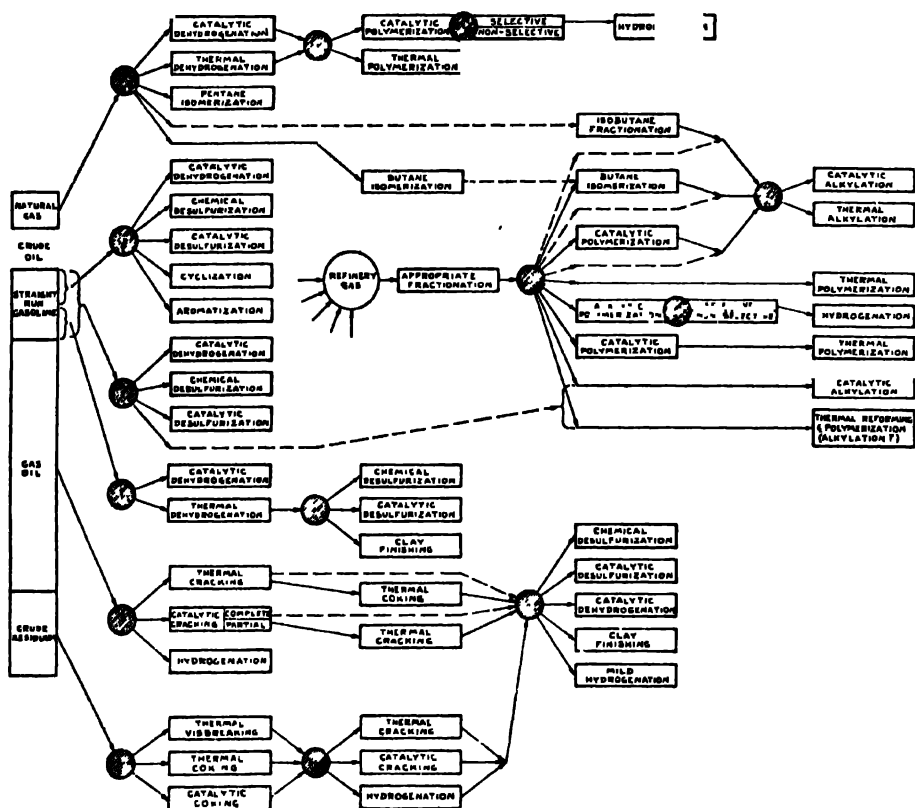 CATALYTIC
DEHYDROGENATION
CATALYTIC
POLYMERIZATION
SELECTIVE
NON-SELECTIVE
THERMAL
DEHYDROGENATION
THERMAL
POLYMERIZATION
PENTANE
ISOMERIZATION
ISOBUTANE
FRACTIONATION
BUTANE
ISOMERIZATION
BUTANE
ISOMERIZATION
CATALYTIC
ALKYLATION
THERMAL
ALKYLATION
CATALYTIC
POLYMERIZATION
NATURAL
GAS
CRUDE
OIL
STRAIGHT
RUN
GASOLINE
CATALYTIC
DEHYDROGENATION
CHEMICAL
DESULFURIZATION
CATALYTIC
DESULFURIZATION
CYCLIZATION
AROMATIZATION
REFINERY
GAS
APPROPRIATE
FRACTIONATION
THERMAL
POLYMERIZATION
HYDROGENATION
CATALYTIC
POLYMERIZATION
THERMAL
POLYMERIZATION
CATALYTIC
ALKYLATION
THERMAL REFORMING
& POLYMERIZATION
(ALKYLATION?)
CATALYTIC
DEHYDROGENATION
CHEMICAL
DESULFURIZATION
CATALYTIC
DESULFURIZATION
GAS
OIL
CATALYTIC
DEHYDROGENATION
THERMAL
DEHYDROGENATION
CHEMICAL
DESULFURIZATION
CATALYTIC
DESULFURIZATION
CLAY
FINISHING
THERMAL
CRACKING
THERMAL
COKING
CATALYTIC
CRACKING
COMPLETE
PARTIAL
THERMAL
CRACKING
HYDROGENATION
CHEMICAL
DESULFURIZATION
CATALYTIC
DESULFURIZATION
CATALYTIC
DEHYDROGENATION
CLAY
FINISHING
MILD
HYDROGENATION
CRUDE
RESIDUUM
THERMAL
VISBREAKING
THERMAL
COKING
CATALYTIC
COKING
THERMAL
CRACKING
CATALYTIC
CRACKING
HYDROGENATION